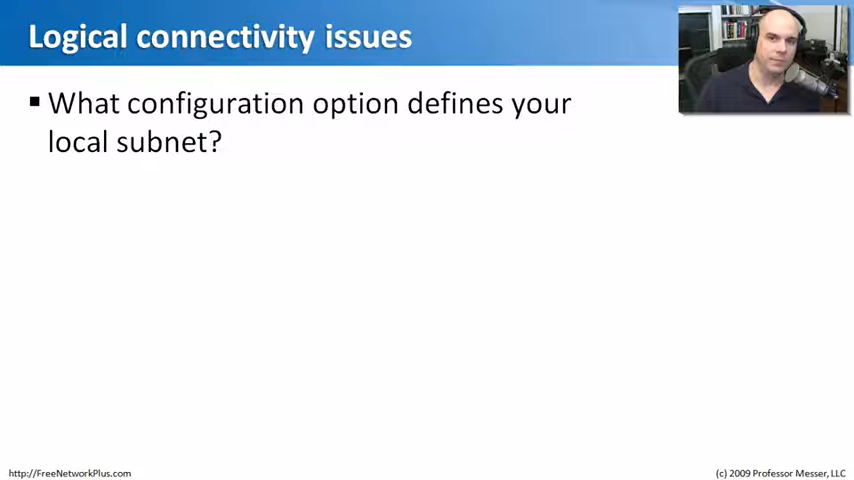 Logical connectivity issues
▪ What configuration option defines your
local subnet?
http://FreeNetworkPlus.com
(c) 2009 Professor Messer, LLC